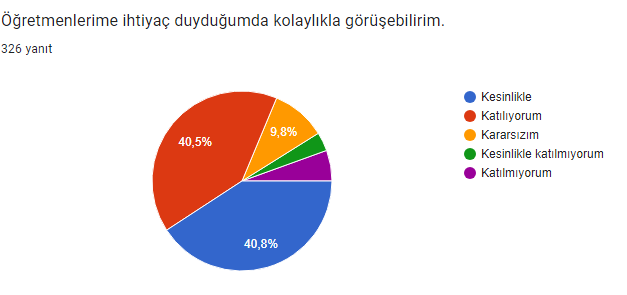 Öğretmenlerime ihtiyaç duyduğumda kolaylıkla görüşebilirim.
326 yanıt
Kesinlikle
Katılıyorum
Kararsızım
Kesinlikle katılmıyorum
Katılmıyorum
9,8%
40,5%
40,8%